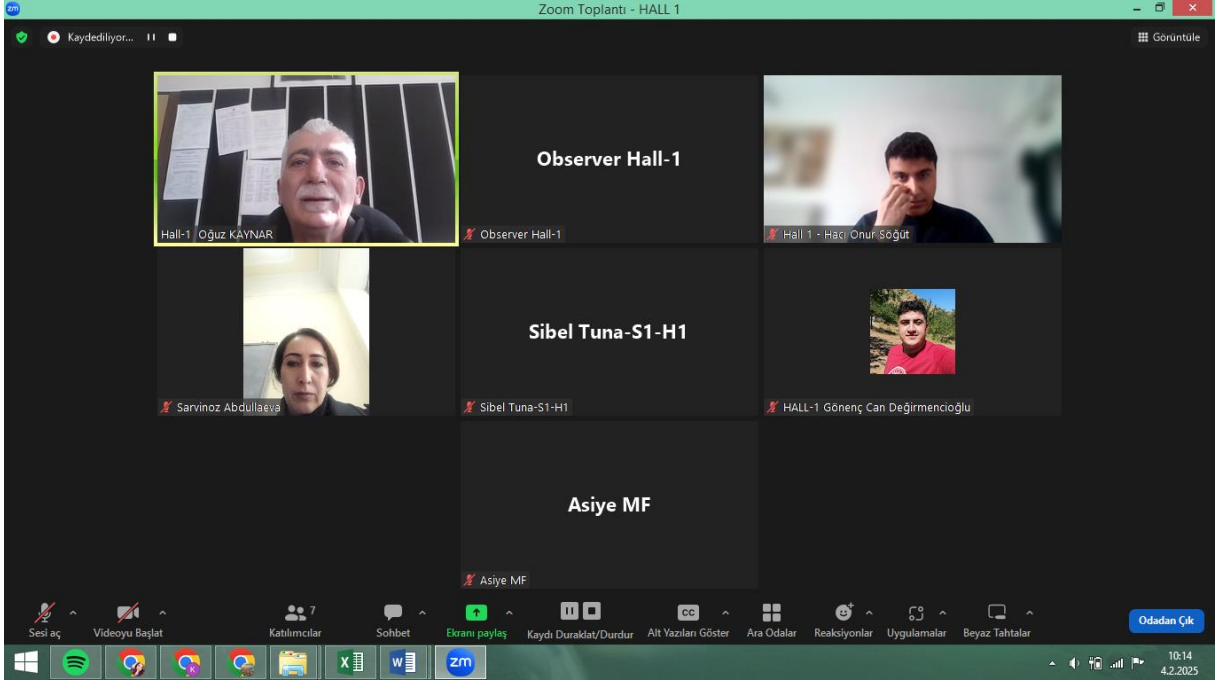 zm
Zoom Toplantı - HALL 1
Kaydediliyor...
Görüntüle
Observer Hall-1
Hall-1 Oğuz KAYNAR
Observer Hall-1
Hall 1 - Hacı Onur Söğüt
Sibel Tuna-S1-H1
Sarvinoz Abdullaeva
Sibel Tuna-S1-H1
HALL-1 Gönenç Can Değirmencioğlu
Asiye MF
Asiye MF
7
CC
Sesi aç
Videoyu Başlat
Katılımcılar
Sohbet
Ekranı paylaş
Kaydı Duraklat/Durdur
Alt Yazıları Göster
Ara Odalar
Reaksiyonlar
Uygulamalar
Beyaz Tahtalar
Odadan Çık
zm
10:14
4.2.2025